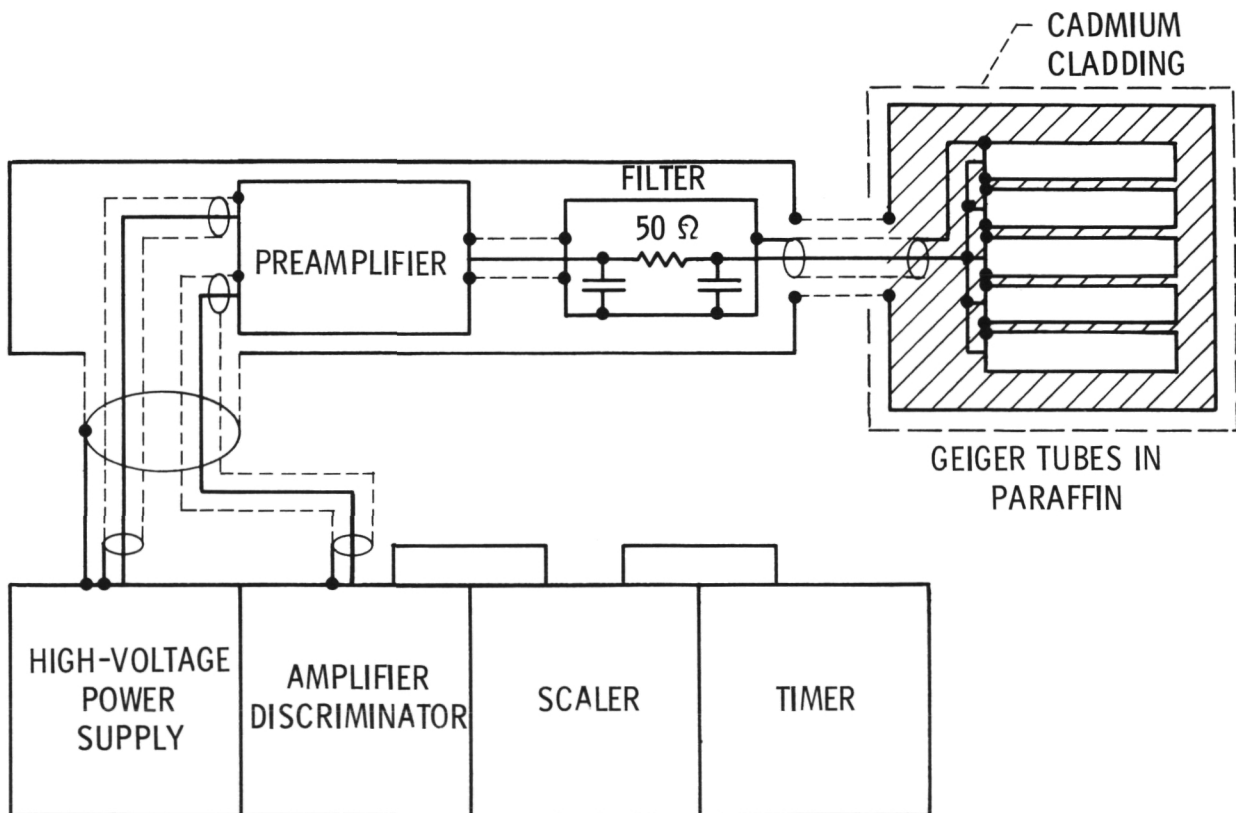 CADMIUM
CLADDING
FILTER
50 Ω
PREAMPLIFIER
GEIGER TUBES IN
PARAFFIN
HIGH-VOLTAGE
POWER
SUPPLY
AMPLIFIER
DISCRIMINATOR
SCALER
TIMER